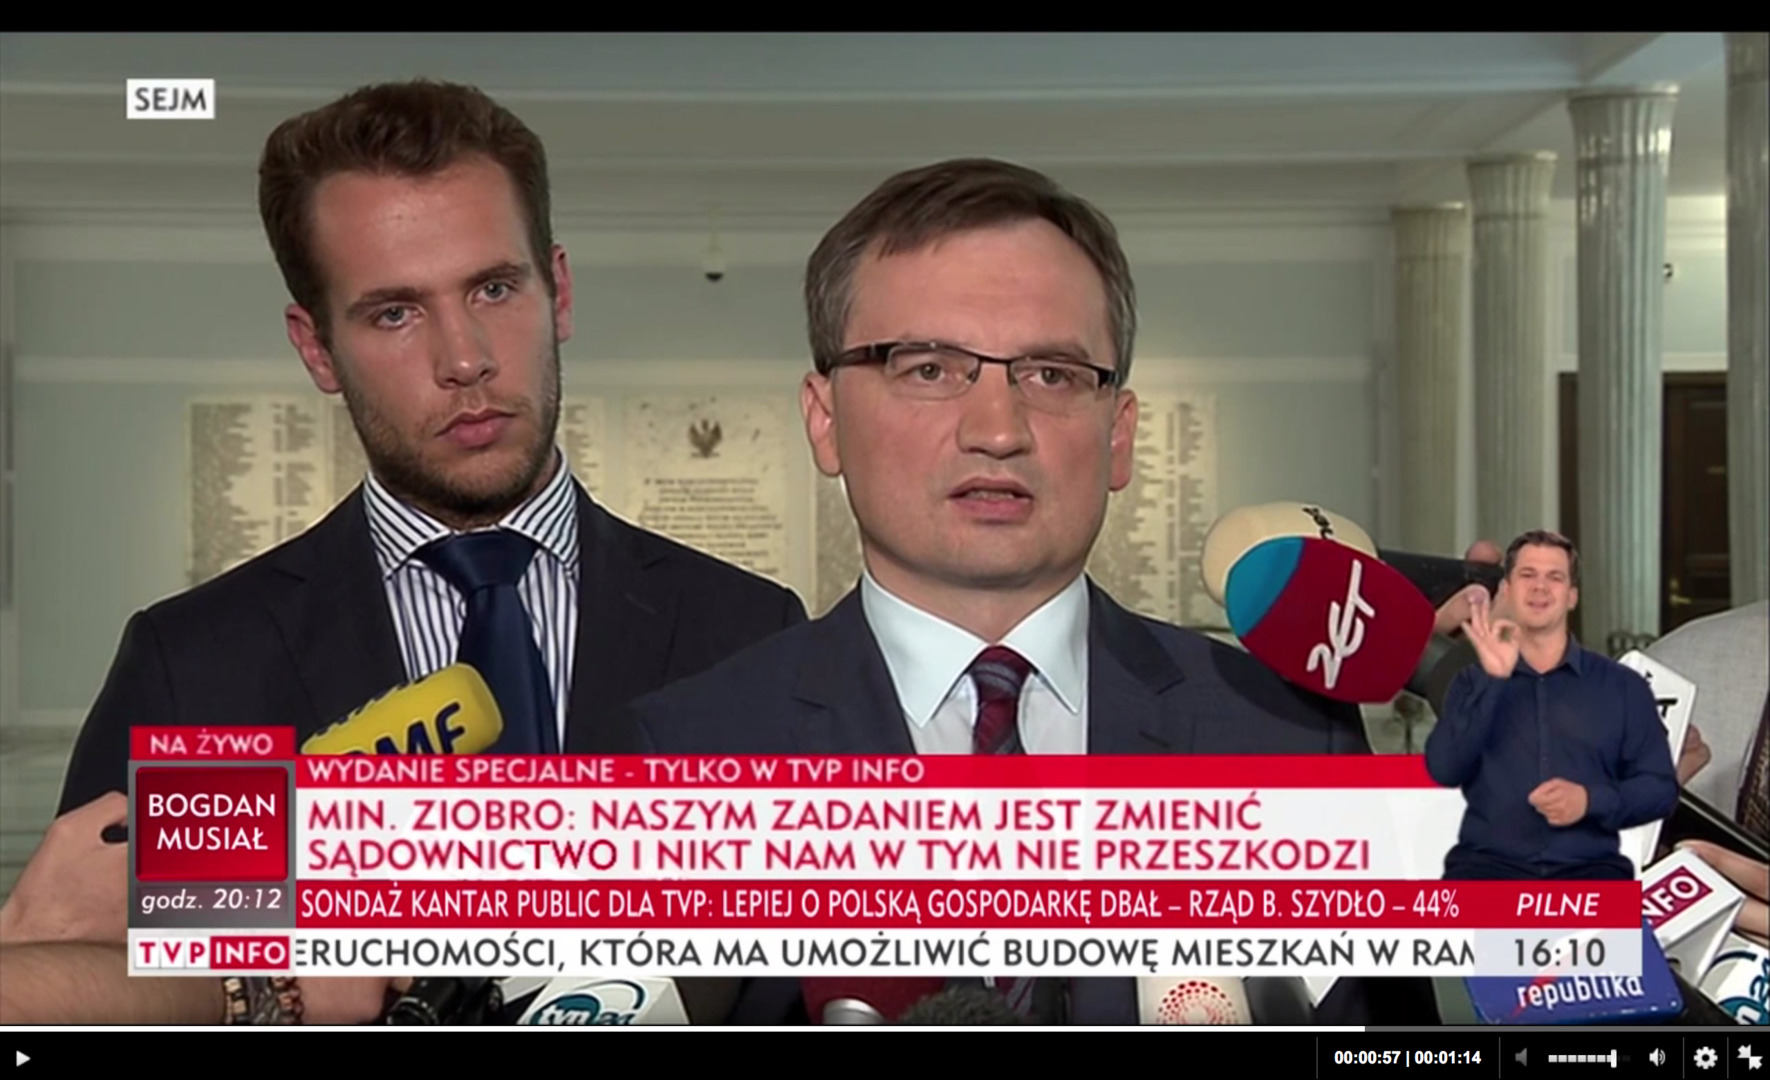 SEJM
ZET
RMF
NA ŻYWO
WYDANIE SPECJALNE - TYLKO W TVP INFO
BOGDAN
MUSIAŁ
MIN. ZIOBRO: NASZYM ZADANIEM JEST ZMIENIĆ
SĄDOWNICTWO I NIKT NAM W TYM NIE PRZESZKODZI
godz. 20:12
SONDAŻ KANTAR PUBLIC DLA TVP: LEPIEJ O POLSKĄ GOSPODARKĘ DBAŁ – RZĄD B. SZYDŁO – 44%
PILNE
INFO
TVP INFO
ERUCHOMOŚCI, KTÓRA MA UMOŻLIWIĆ BUDOWĘ MIESZKAŃ W RAM
16:10
republika
tvn24
00:00:57 | 00:01:14